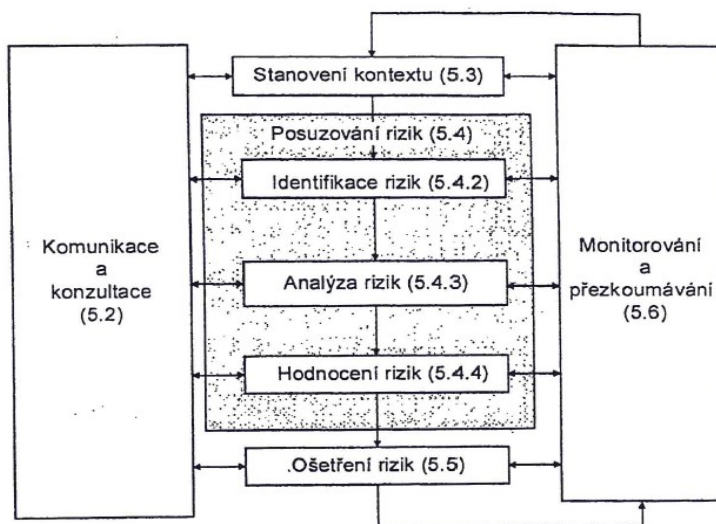 Stanovení kontextu (5.3)
Posuzování rizik (5.4)
Identifikace rizik (5.4.2)
Komunikace
a
konzultace
(5.2)
Analýza rizik (5.4.3)
Monitorování
a
přezkoumávání
(5.6)
Hodnocení rizik (5.4.4)
.Ošetření rizik (5.5)